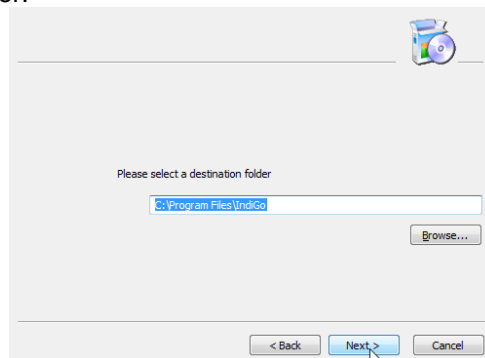 Please select a destination folder
C:\Program Files\IndiGo
Browse...
< Back Next > Cancel